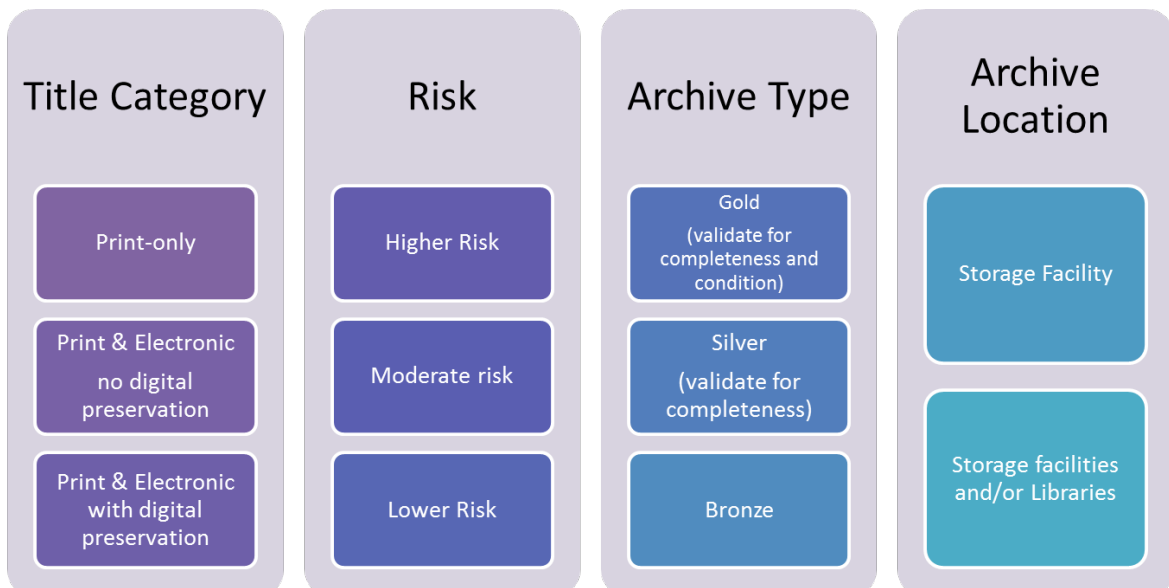 Title Category
Print-only
Print & Electronic
no digital
preservation
Print & Electronic
with digital
preservation
Risk
Higher Risk
Moderate risk
Lower Risk
Archive Type
Gold
(validate for
completeness and
condition)
Silver
(validate for
completeness)
Bronze
Archive
Location
Storage Facility
Storage facilities
and/or Libraries